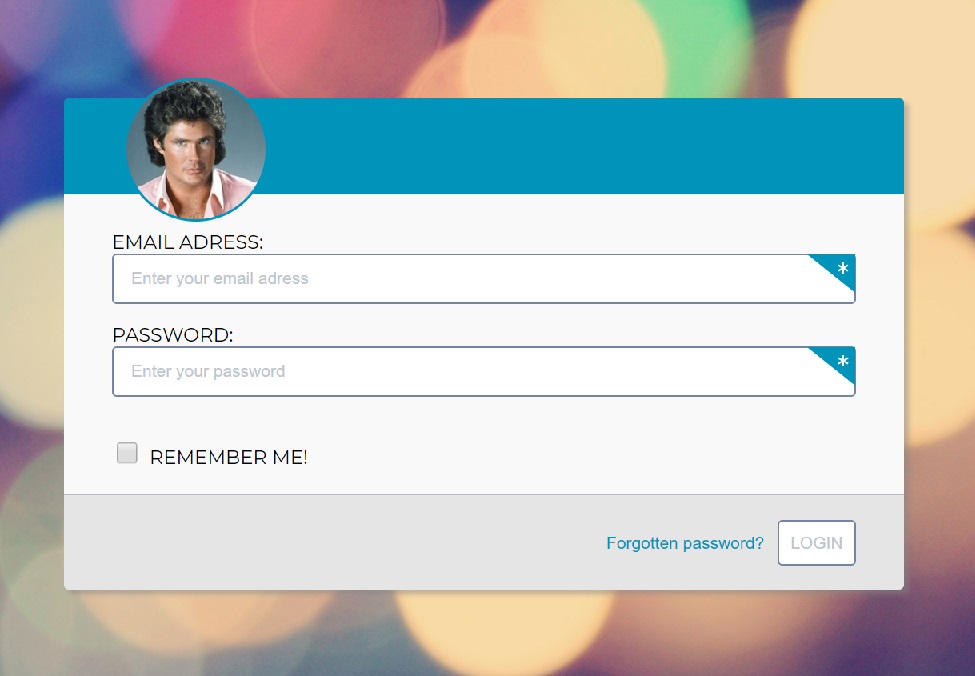 EMAIL ADRESS:
Enter your email adress
*
PASSWORD:
Enter your password
*
REMEMBER ME!
Forgotten password? LOGIN